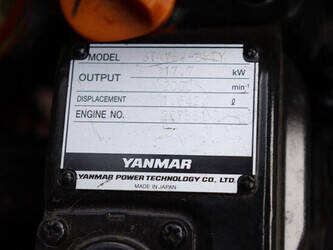 MODEL
OUTPUT kW
min-1
DISPLACEMENT ℓ
ENGINE NO.
YANMAR
YANMAR POWER TECHNOLOGY CO., LTD.
MADE IN JAPAN